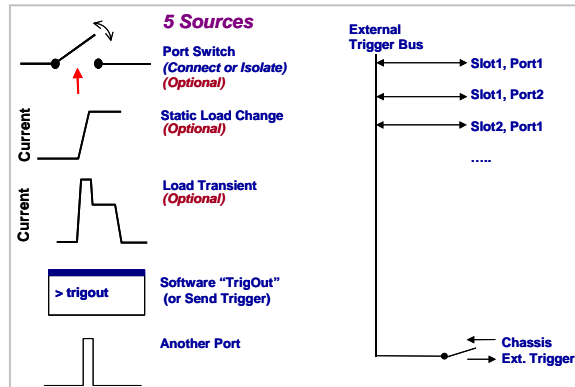 5 Sources
Port Switch
(Connect or Isolate)
(Optional)
Current
Static Load Change
(Optional)
Current
Load Transient
(Optional)
> trigout
Software “TrigOut”
(or Send Trigger)
Another Port
External
Trigger Bus
Slot1, Port1
Slot1, Port2
Slot2, Port1
.....
Chassis
Ext. Trigger